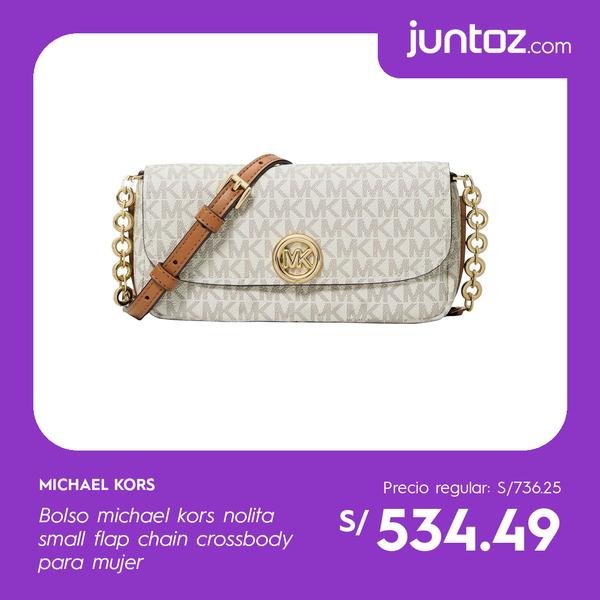 juntoz.com
MK
MICHAEL KORS
Bolso michael kors nolita
small flap chain crossbody
para mujer
Precio regular: S/736.25
S/ 534.49